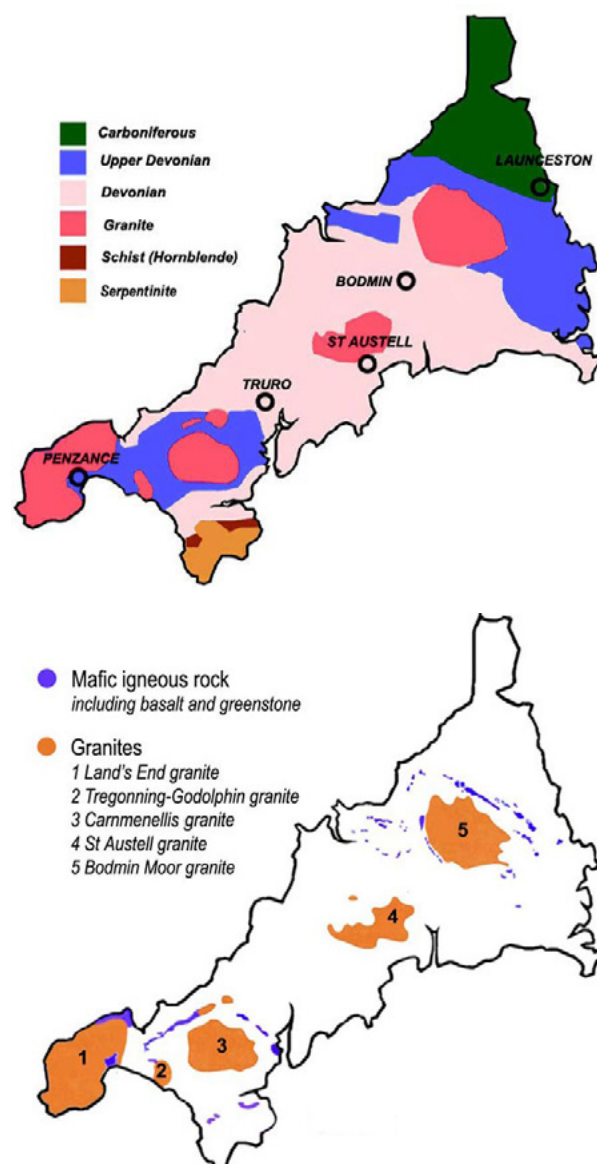 Carboniferous
Upper Devonian
Devonian
Granite
Schist (Hornblende)
Serpentinite
LAUNCESTON
BODMIN
ST AUSTELL
TRURO
PENZANCE
Mafic igneous rock
including basalt and greenstone
Granites
1 Land's End granite
2 Tregonning-Godolphin granite
3 Carnmenellis granite
4 St Austell granite
5 Bodmin Moor granite
5
4
3
1
2